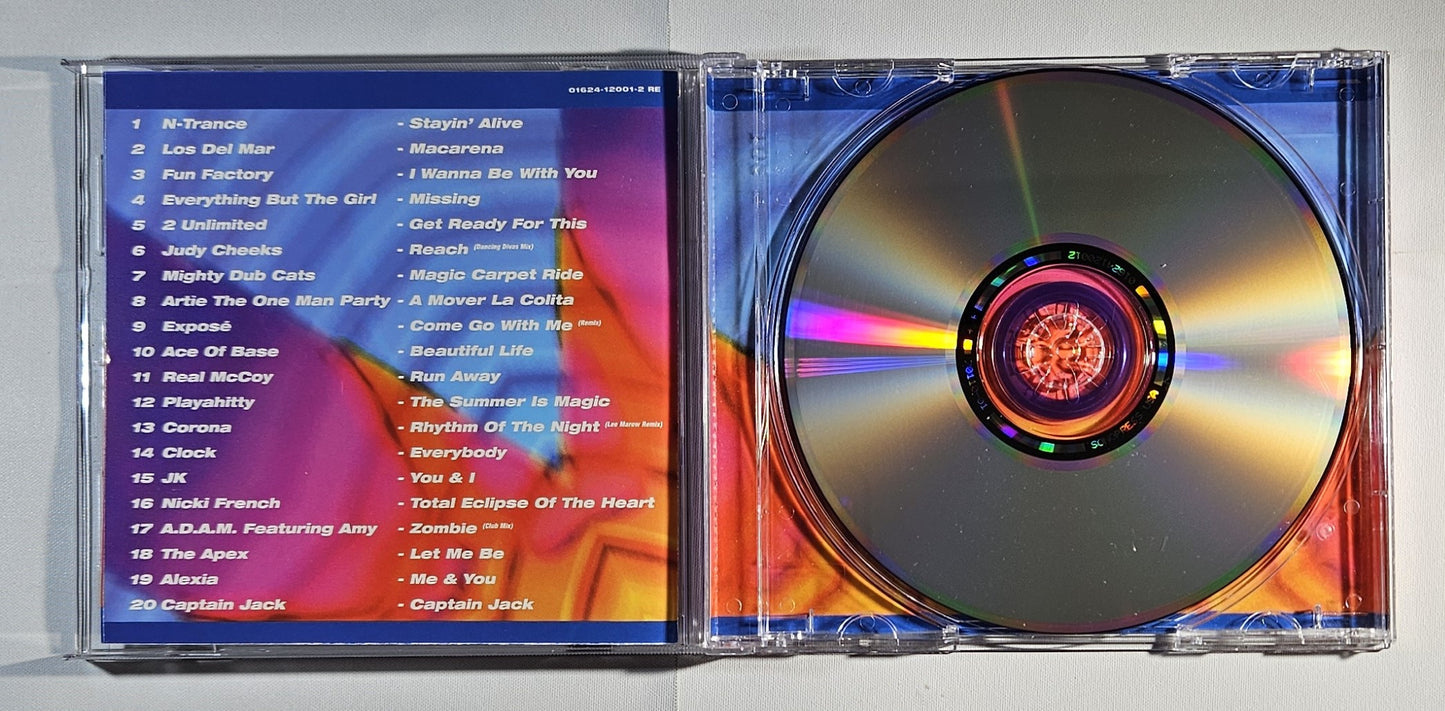 01624-12001-2 RE
1 N-Trance - Stayin' Alive
2 Los Del Mar - Macarena
3 Fun Factory - I Wanna Be With You
4 Everything But The Girl - Missing
5 2 Unlimited - Get Ready For This
6 Judy Cheeks - Reach (Dancing Divas Mix)
7 Mighty Dub Cats - Magic Carpet Ride
8 Artie The One Man Party - A Mover La Colita
9 Exposé - Come Go With Me (Remix)
10 Ace Of Base - Beautiful Life
11 Real McCoy - Run Away
12 Playahitty - The Summer Is Magic
13 Corona - Rhythm Of The Night (Lee Marow Remix)
14 Clock - Everybody
15 JK - You & I
16 Nicki French - Total Eclipse Of The Heart
17 A.D.A.M. Featuring Amy - Zombie (Club Mix)
18 The Apex - Let Me Be
19 Alexia - Me & You
20 Captain Jack - Captain Jack